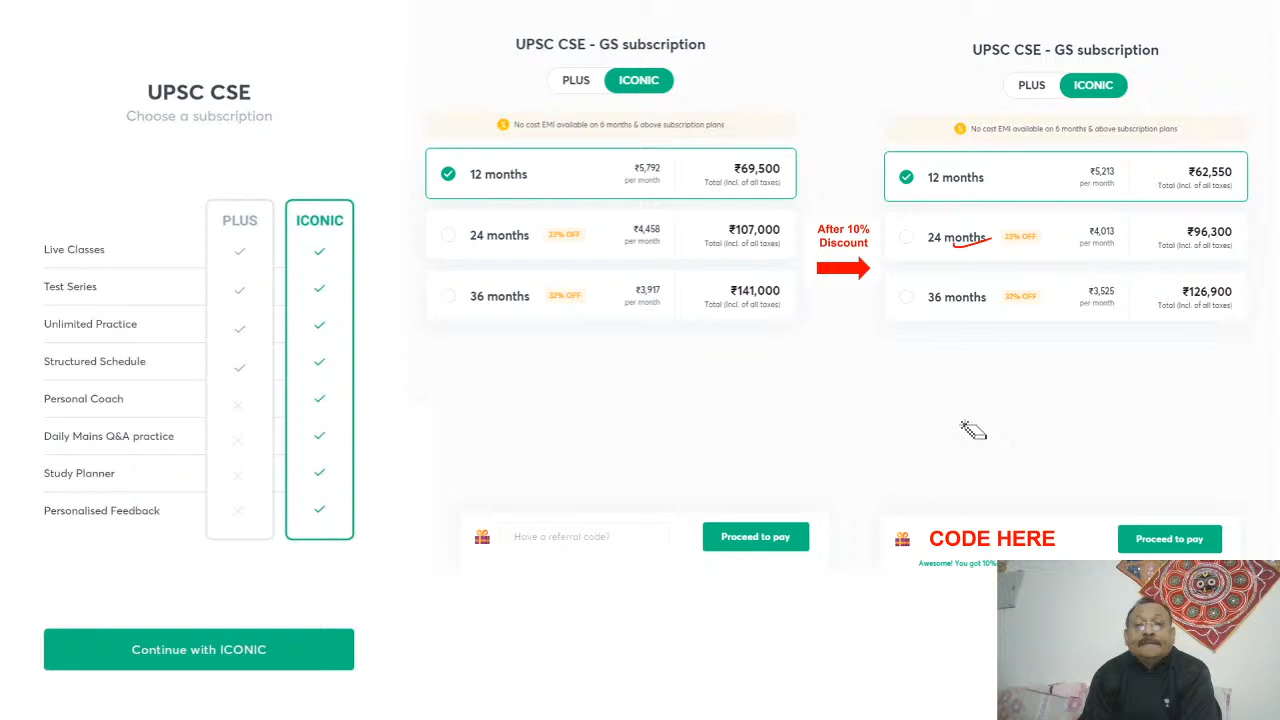 UPSC CSE
Choose a subscription
PLUS ICONIC
Live Classes
Test Series
Unlimited Practice
Structured Schedule
Personal Coach
Daily Mains Q&A practice
Study Planner
Personalised Feedback
Continue with ICONIC
UPSC CSE - GS subscription
PLUS ICONIC
No cost EMI available on 6 months & above subscription plans
12 months ₹5,792 per month ₹69,500 Total (Incl. of all taxes)
24 months 23% OFF ₹4,458 per month ₹107,000 Total (Incl. of all taxes)
36 months 32% OFF ₹3,917 per month ₹141,000 Total (Incl. of all taxes)
Have a referral code? Proceed to pay
After 10%
Discount
UPSC CSE - GS subscription
PLUS ICONIC
No cost EMI available on 6 months & above subscription plans
12 months ₹5,213 per month ₹62,550 Total (Incl. of all taxes)
24 months 23% OFF ₹4,013 per month ₹96,300 Total (Incl. of all taxes)
36 months 32% OFF ₹3,525 per month ₹126,900 Total (Incl. of all taxes)
CODE HERE Proceed to pay
Awesome! You got 10%